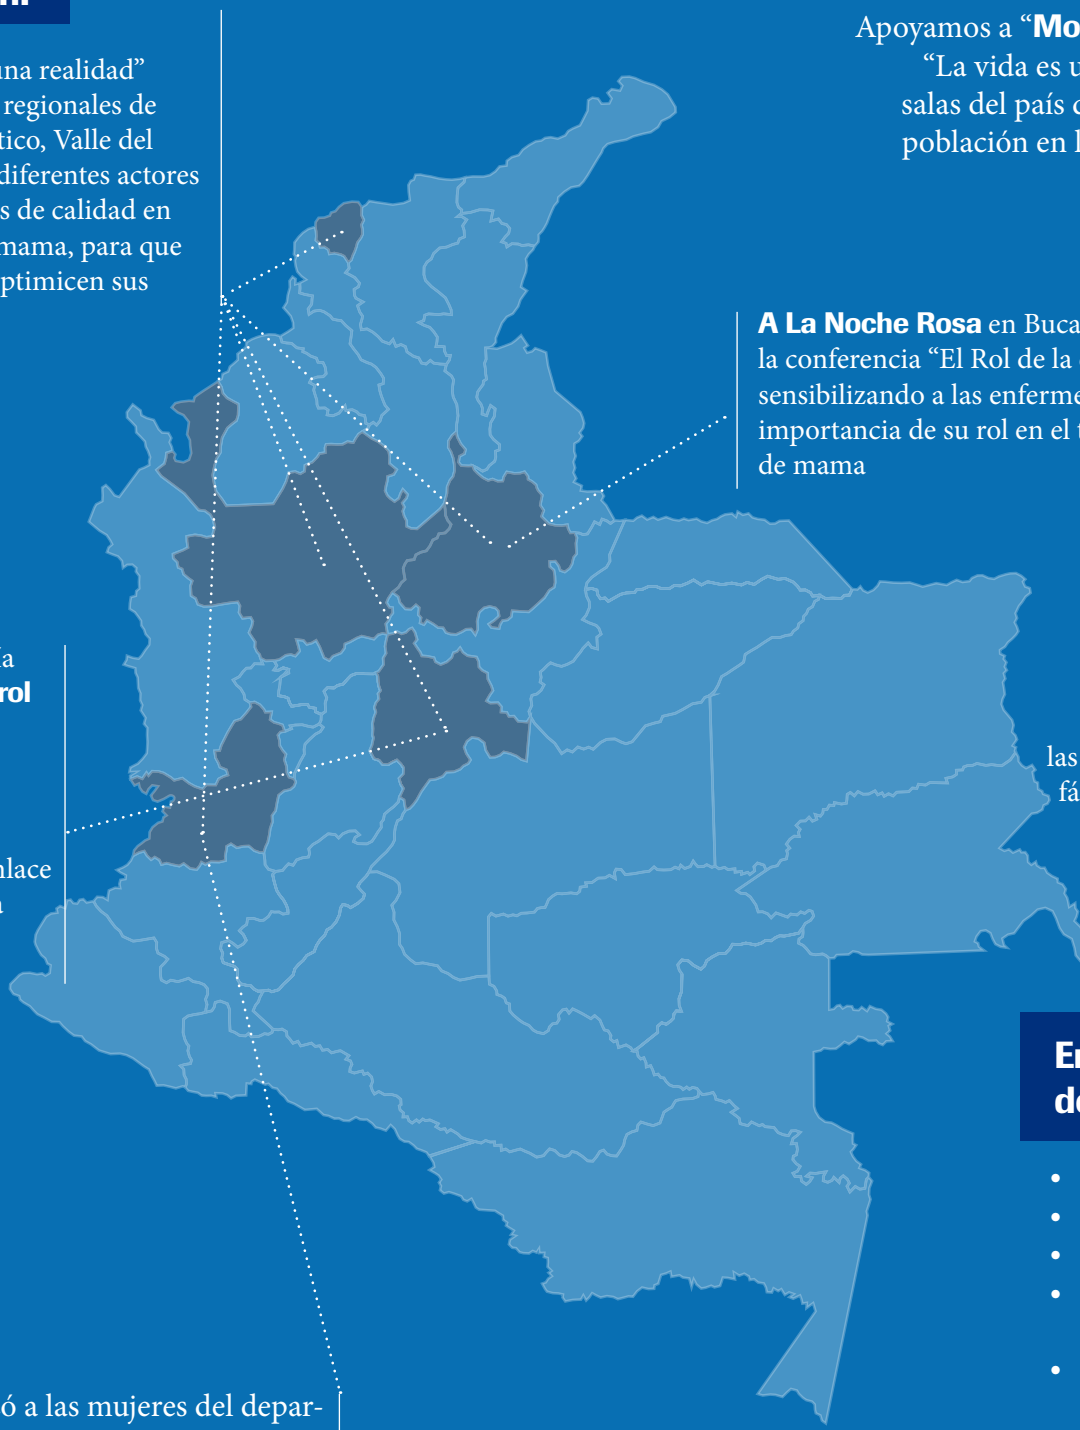 una realidad”
regionales de
tico, Valle del
diferentes actores
s de calidad en
mama, para que
ptimicen sus
Apoyamos a “Mo
“La vida es u
salas del país
población en l
A La Noche Rosa en Buca
la conferencia “El Rol de la
sensibilizando a las enferme
importancia de su rol en el t
de mama
a
rol
nlace
a
las
fá
En
de
•
•
•
•
•
ó a las mujeres del depar-